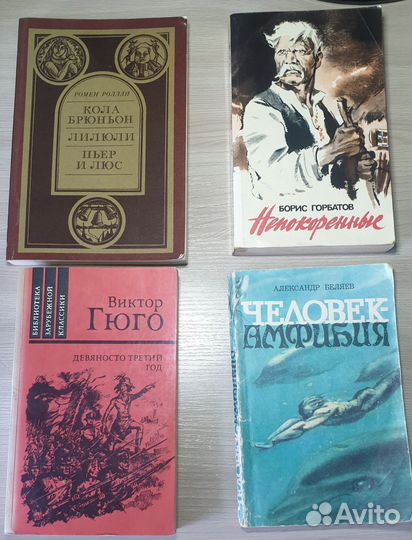 РОМЕН РОЛЛАН
КОЛА
БРЮНЬОН
ЛИЛЮЛИ
ПЬЕР И ЛЮС
БОРИС ГОРБАТОВ
Непокоренные
БИБЛИОТЕКА
ЗАРУБЕЖНОЙ
КЛАССИКИ
Виктор
Гюго
ДЕВЯНОСТО ТРЕТИЙ
ГОД
АЛЕКСАНДР БЕЛЯЕВ
ЧЕЛОВЕК-
АМФИБИЯ
Avito